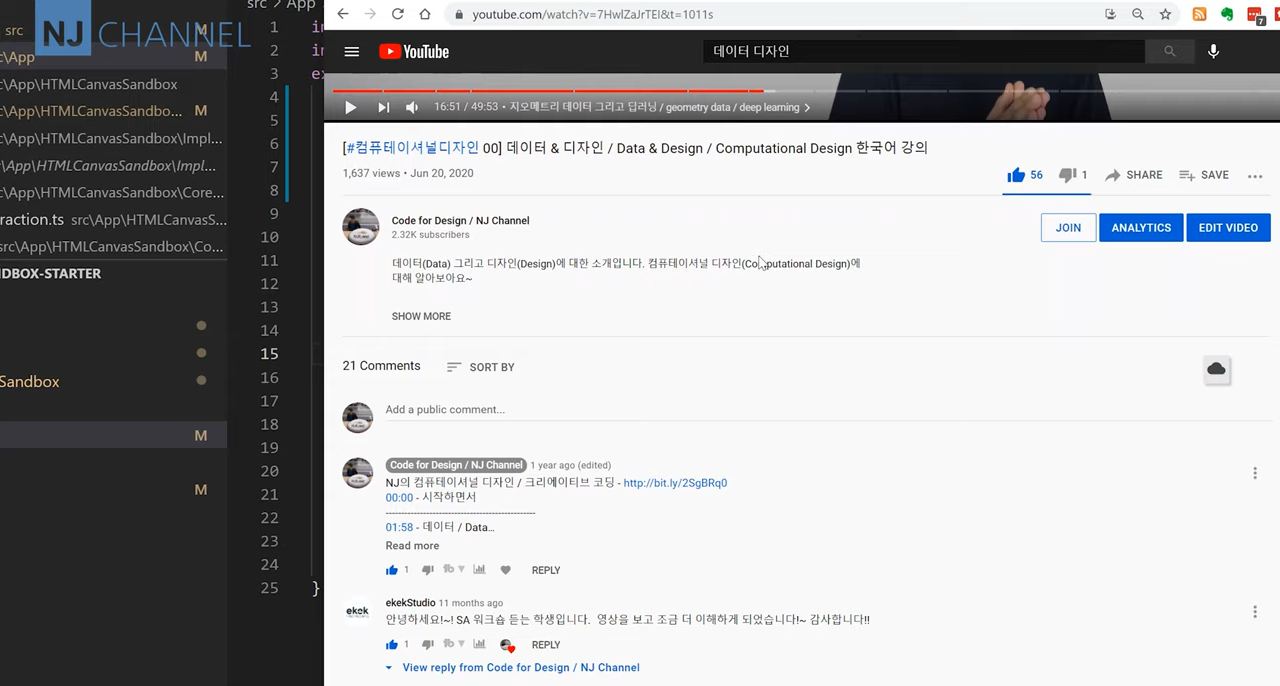 src > App
src
NJ CHANNEL
M
c\App
M
c\App\HTMLCanvasSandbox
c\App\HTMLCanvasSandbo...
M
c\App\HTMLCanvasSandbox\Impl...
c\App\HTMLCanvasSandbox\Impl...
c\App\HTMLCanvasSandbox\Core...
raction.ts src\App\HTMLCanvasS...
src\App\HTMLCanvasSandbox\Co...
NDBOX-STARTER
Sandbox
M
M
1
2
3
4
5
6
7
8
9
10
11
12
13
14
15
16
17
18
19
20
21
22
23
24
25 }
youtube.com/watch?v=7HwlZaJrTEI&t=1011s
7
YouTube
데이터 디자인
16:51 / 49:53 • 지오메트리 데이터 그리고 딥러닝 / geometry data / deep learning >
[#컴퓨테이셔널디자인 00] 데이터 & 디자인 / Data & Design / Computational Design 한국어 강의
1,637 views • Jun 20, 2020
56
1
SHARE
SAVE
Code for Design / NJ Channel
2.32K subscribers
JOIN
ANALYTICS
EDIT VIDEO
데이터(Data) 그리고 디자인(Design)에 대한 소개입니다. 컴퓨테이셔널 디자인(Computational Design)에
대해 알아보아요~
SHOW MORE
21 Comments
SORT BY
Add a public comment...
Code for Design / NJ Channel 1 year ago (edited)
NJ의 컴퓨테이셔널 디자인 / 크리에이티브 코딩 - http://bit.ly/2SgBRq0
00:00 - 시작하면서
----------------------------------------------
01:58 - 데이터 / Data...
Read more
1
REPLY
ekek
ekekStudio 11 months ago
안녕하세요!~! SA 워크숍 듣는 학생입니다. 영상을 보고 조금 더 이해하게 되었습니다!~ 감사합니다!!
1
REPLY
View reply from Code for Design / NJ Channel